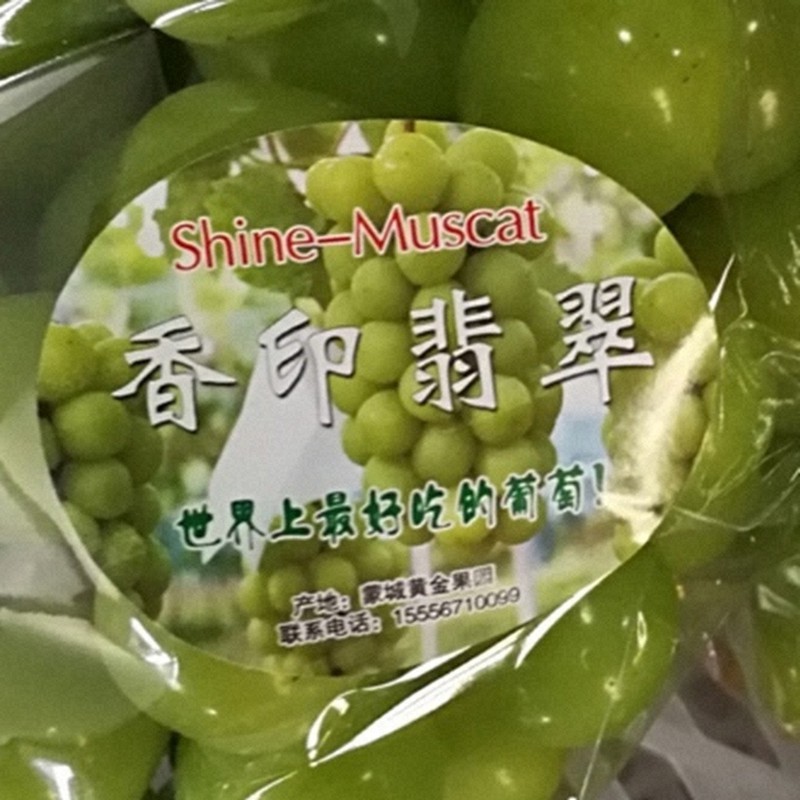 Shine-Muscat
香印翡翠
世界上最好吃的葡萄!
产地：蒙城黄金果园
联系电话：15556710099